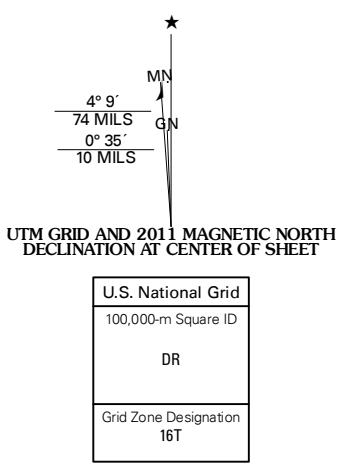 ★
MN
4° 9´
74 MILS
GN
0° 35´
10 MILS
UTM GRID AND 2011 MAGNETIC NORTH
DECLINATION AT CENTER OF SHEET
U.S. National Grid
100,000-m Square ID
DR
Grid Zone Designation
16T